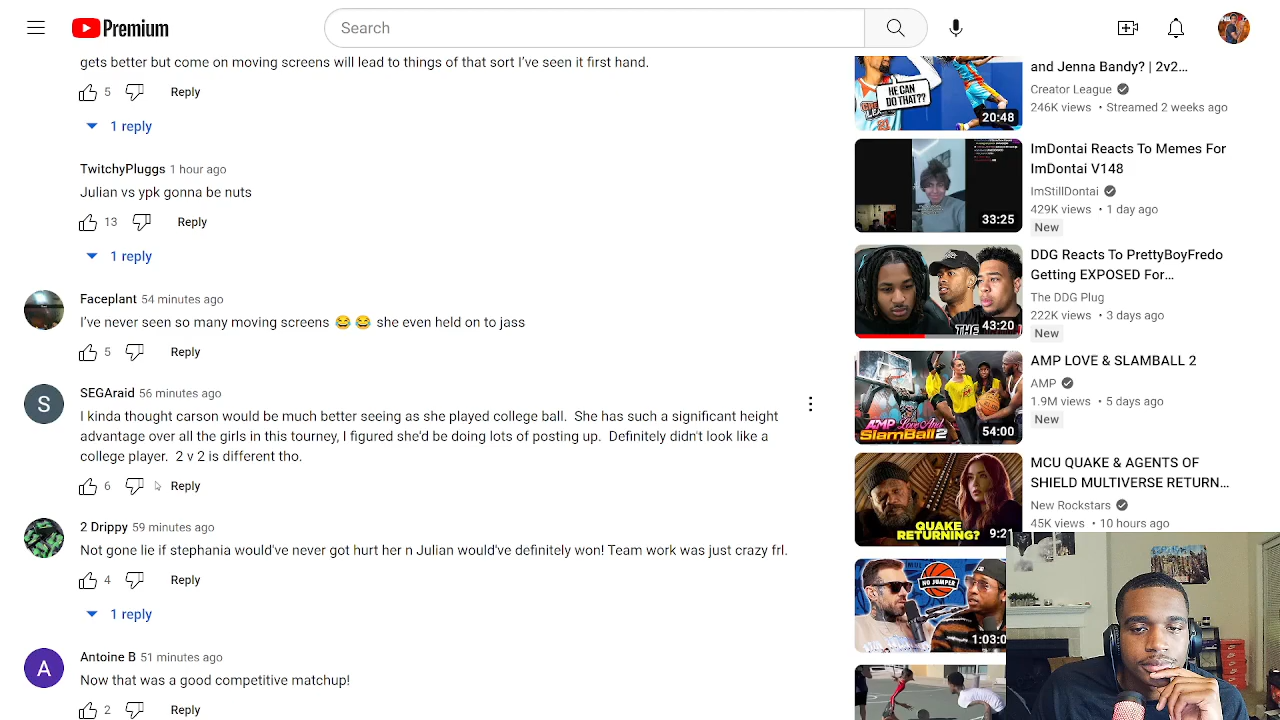 Premium
Search
gets better but come on moving screens will lead to things of that sort I've seen it first hand.
5 Reply
1 reply
TwitchyPluggs 1 hour ago
Julian vs ypk gonna be nuts
13 Reply
1 reply
Faceplant 54 minutes ago
I've never seen so many moving screens 😂 😂 she even held on to jass
5 Reply
S
SEGAraid 56 minutes ago
I kinda thought carson would be much better seeing as she played college ball. She has such a significant height
advantage over all the girls in this tourney, I figured she'd be doing lots of posting up. Definitely didn't look like a
college player. 2 v 2 is different tho.
6 Reply
2 Drippy 59 minutes ago
Not gone lie if stephania would've never got hurt her n Julian would've definitely won! Team work was just crazy frl.
4 Reply
1 reply
A
Antoine B 51 minutes ago
Now that was a good competitive matchup!
2 Reply
HE CAN
DO THAT??
20:48
and Jenna Bandy? | 2v2...
Creator League
246K views • Streamed 2 weeks ago
33:25
ImDontai Reacts To Memes For
ImDontai V148
ImStillDontai
429K views • 1 day ago
New
THE
43:20
DDG Reacts To PrettyBoyFredo
Getting EXPOSED For...
The DDG Plug
222K views • 3 days ago
New
AMP LOVE And
SLAMBALL 2
54:00
AMP LOVE & SLAMBALL 2
AMP
1.9M views • 5 days ago
New
QUAKE
RETURNING?
9:21
MCU QUAKE & AGENTS OF
SHIELD MULTIVERSE RETURN...
New Rockstars
45K views • 10 hours ago
NO JUMPER
1:03:0